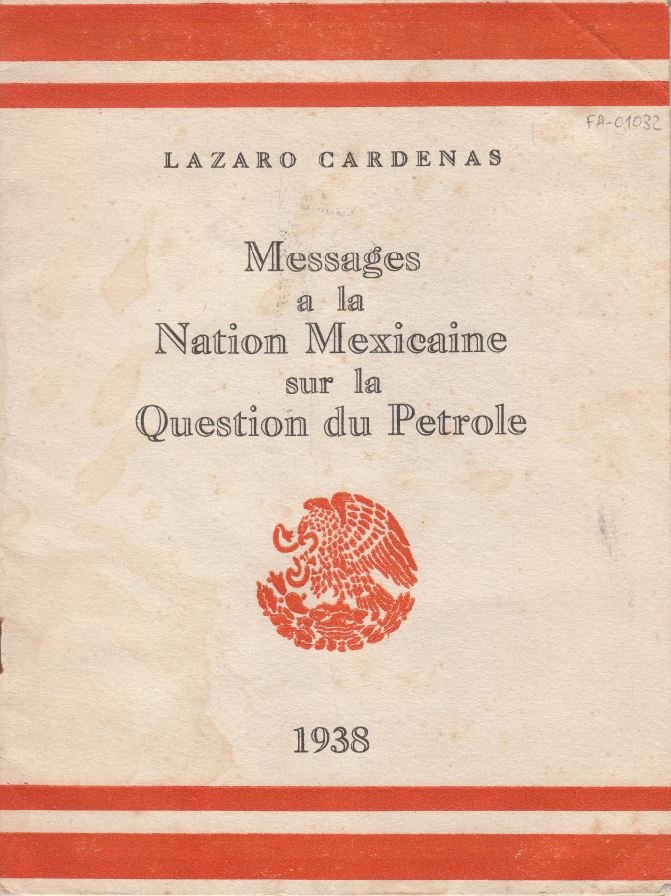 FA-01032
LAZARO CARDENAS
Messages
a la
Nation Mexicaine
sur la
Question du Petrole
1938